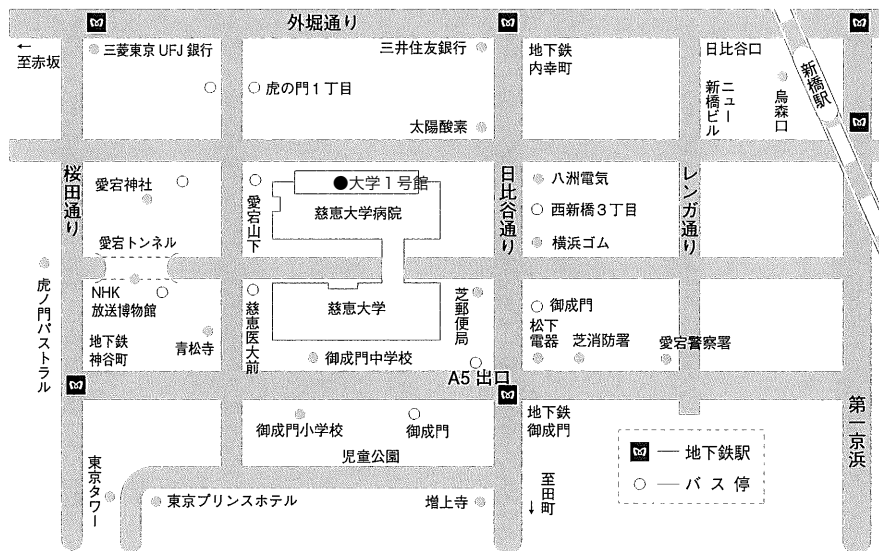 外堀通り
←
至赤坂
三菱東京 UFJ 銀行
三井住友銀行
地下鉄
内幸町
日比谷口
新橋駅
虎の門1丁目
ニュー
新橋ビル
烏森口
太陽酸素
桜田通り
愛宕神社
愛宕山下
大学1号館
慈恵大学病院
日比谷通り
八洲電気
西新橋3丁目
横浜ゴム
レンガ通り
愛宕トンネル
虎ノ門パストラル
NHK
放送博物館
地下鉄
神谷町
青松寺
慈恵医大前
慈恵大学
芝郵便局
御成門中学校
御成門
松下
電器
芝消防署
愛宕警察署
A5 出口
第一京浜
御成門小学校
御成門
地下鉄
御成門
児童公園
東京タワー
東京プリンスホテル
増上寺
至田町
↓
地下鉄駅
バス停